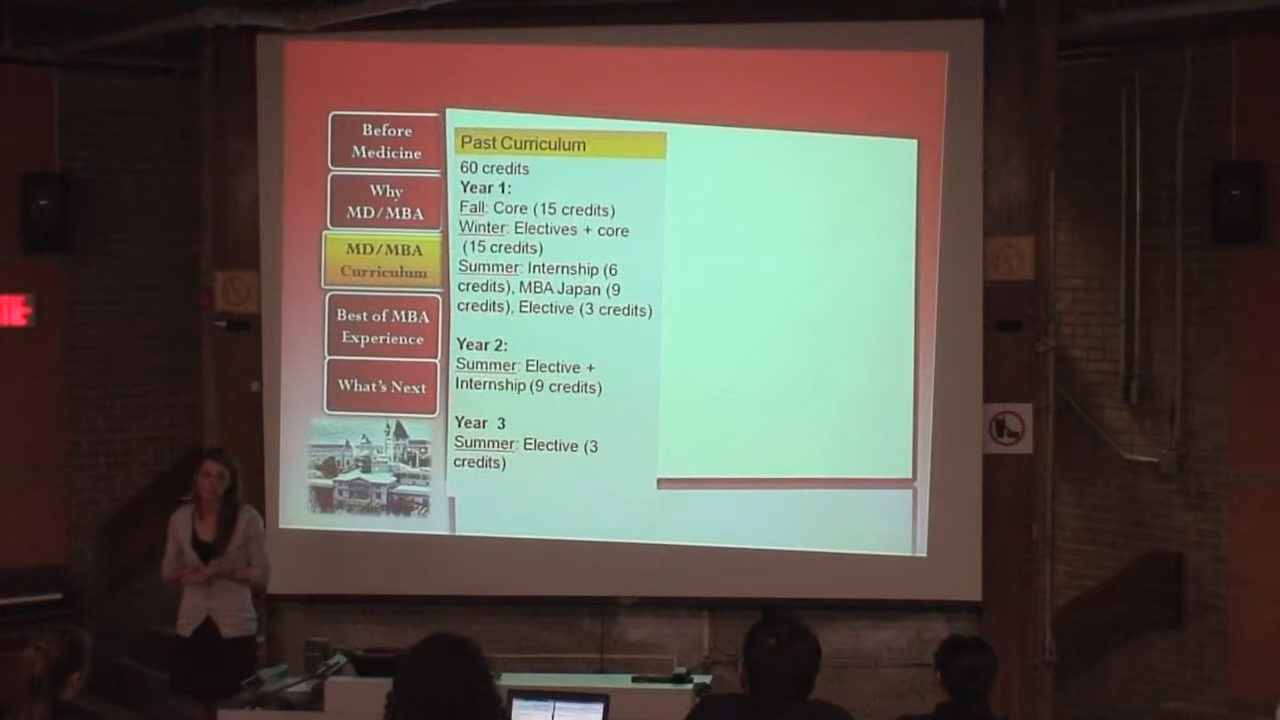 Before
Medicine
Why
MD/MBA
MD/MBA
Curriculum
Best of MBA
Experience
What's Next
Past Curriculum
60 credits
Year 1:
Fall: Core (15 credits)
Winter: Electives + core
(15 credits)
Summer: Internship (6
credits), MBA Japan (9
credits), Elective (3 credits)
Year 2:
Summer: Elective +
Internship (9 credits)
Year 3
Summer: Elective (3
credits)